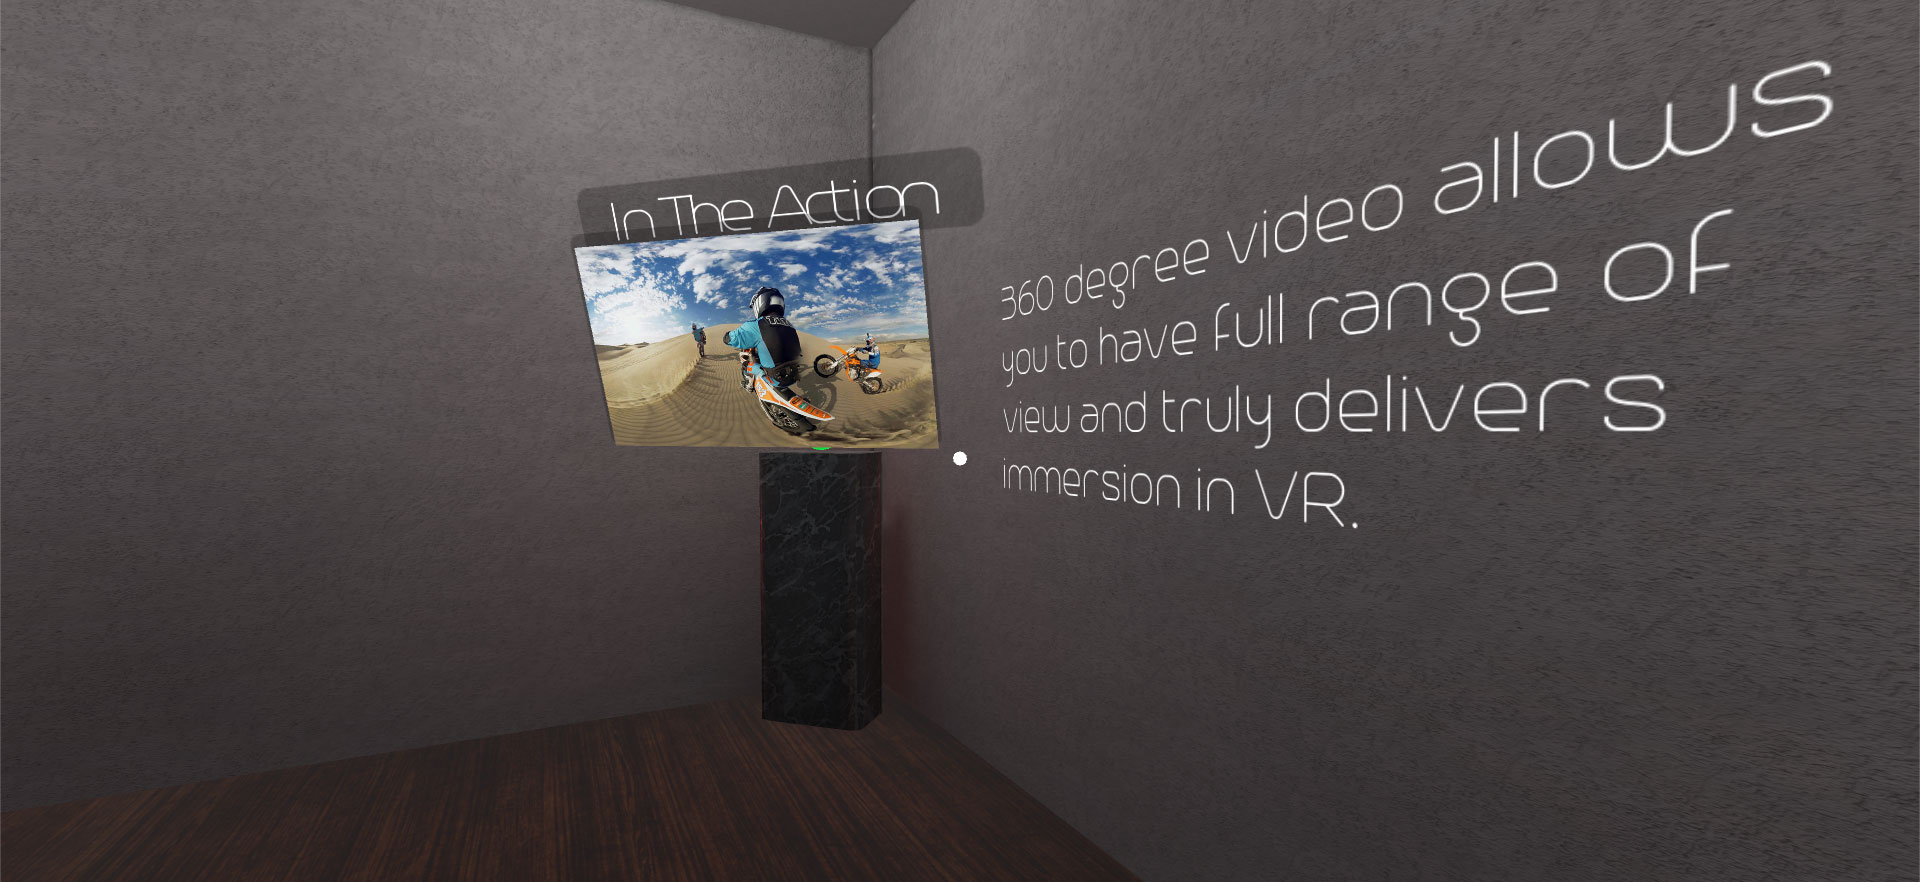 In The Action
360 degree video allows
you to have full range of
view and truly delivers
immersion in VR.